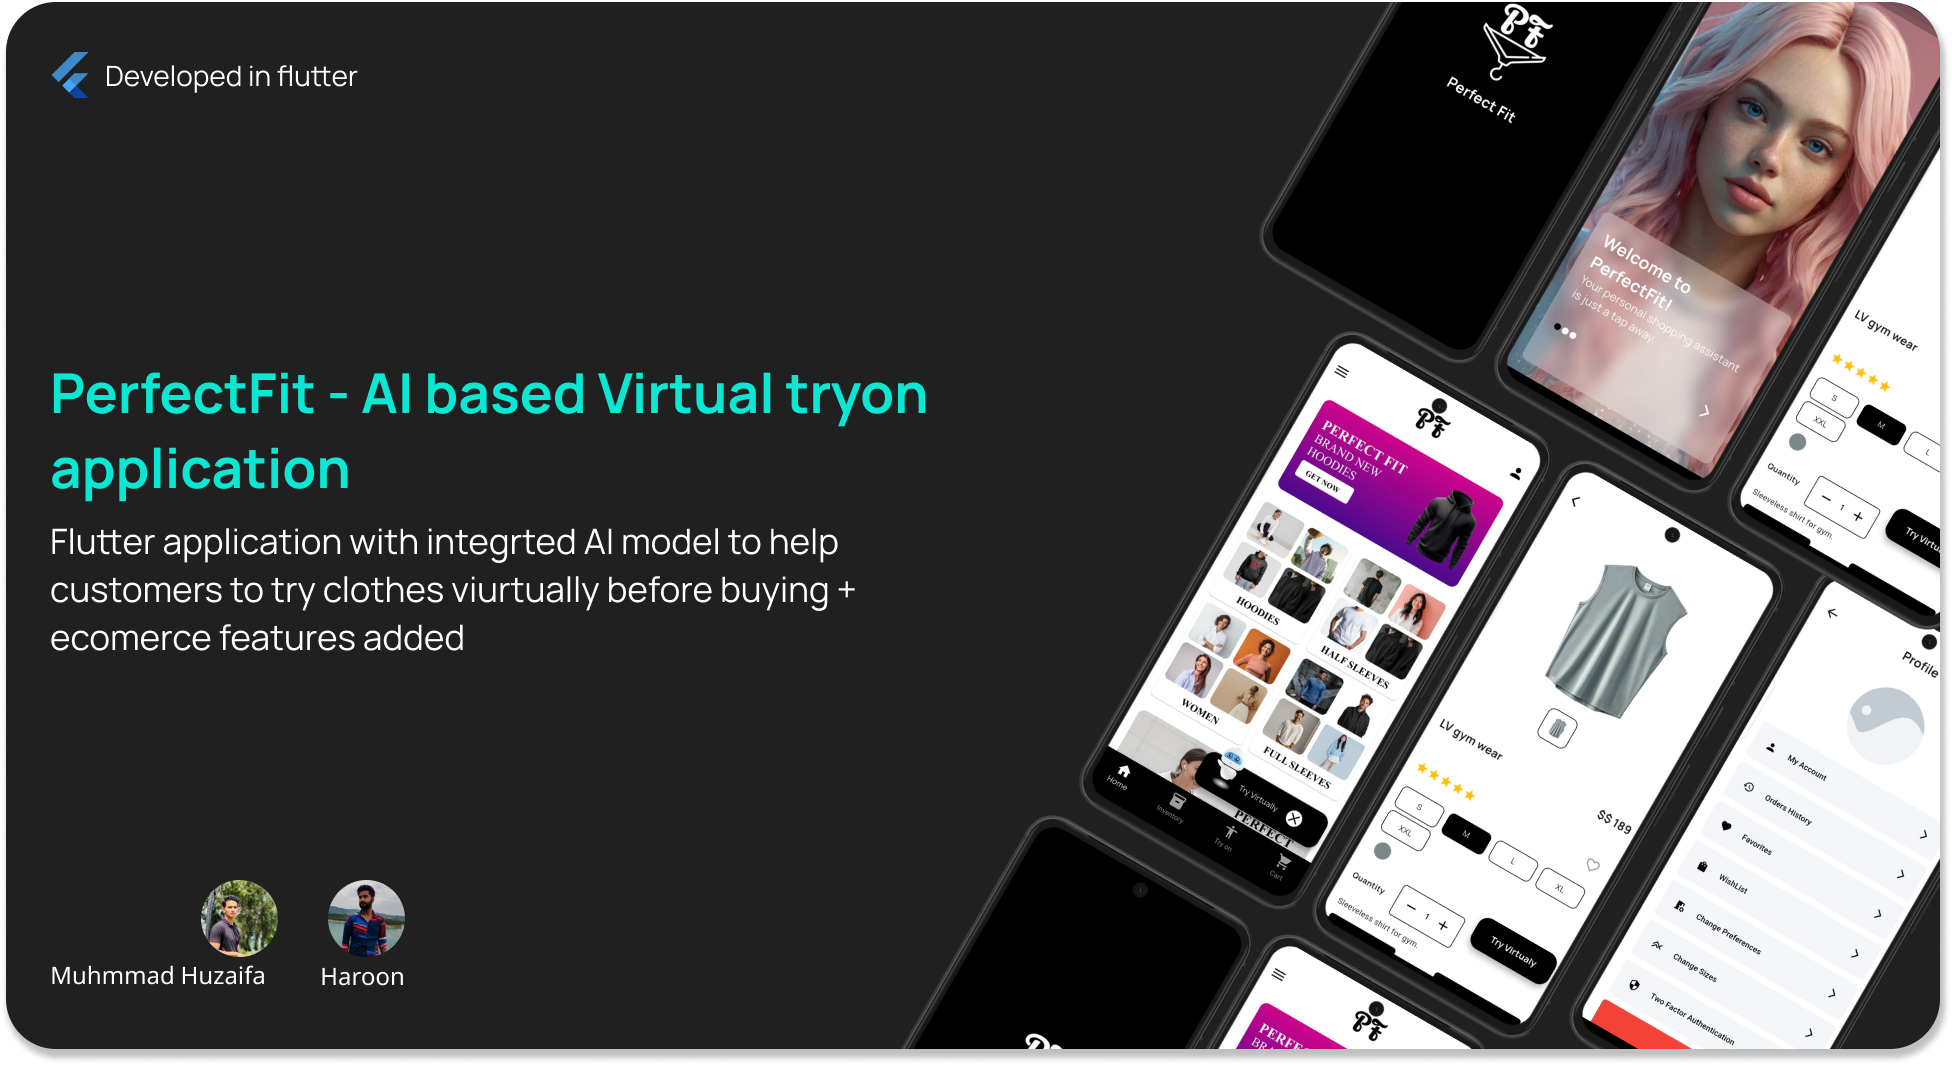 Developed in flutter
PerfectFit - AI based Virtual tryon
application
Flutter application with integrted AI model to help
customers to try clothes viurtually before buying +
ecomerce features added
Muhmmad Huzaifa
Haroon
PF
Perfect Fit
Welcome to
PerfectFit!
Your personal shopping assistant
is just a tap away.
LV gym wear
S
M
L
XXL
Quantity
1
Sleeveless shirt for gym.
Try Virtu
PF
PERFECT FIT
BRAND NEW
HOODIES
GET NOW
HOODIES
HALF SLEEVES
WOMEN
FULL SLEEVES
Try Virtually
PERFECT
Home
Inventory
Try on
Cart
LV gym wear
$$ 189
S
M
L
XL
XXL
Quantity
1
Sleeveless shirt for gym.
Try Virtualy
Profile
My Account
Orders History
Favorites
WishList
Change Preferences
Change Sizes
Two Factor Authentication
PF
PERFE
BRA